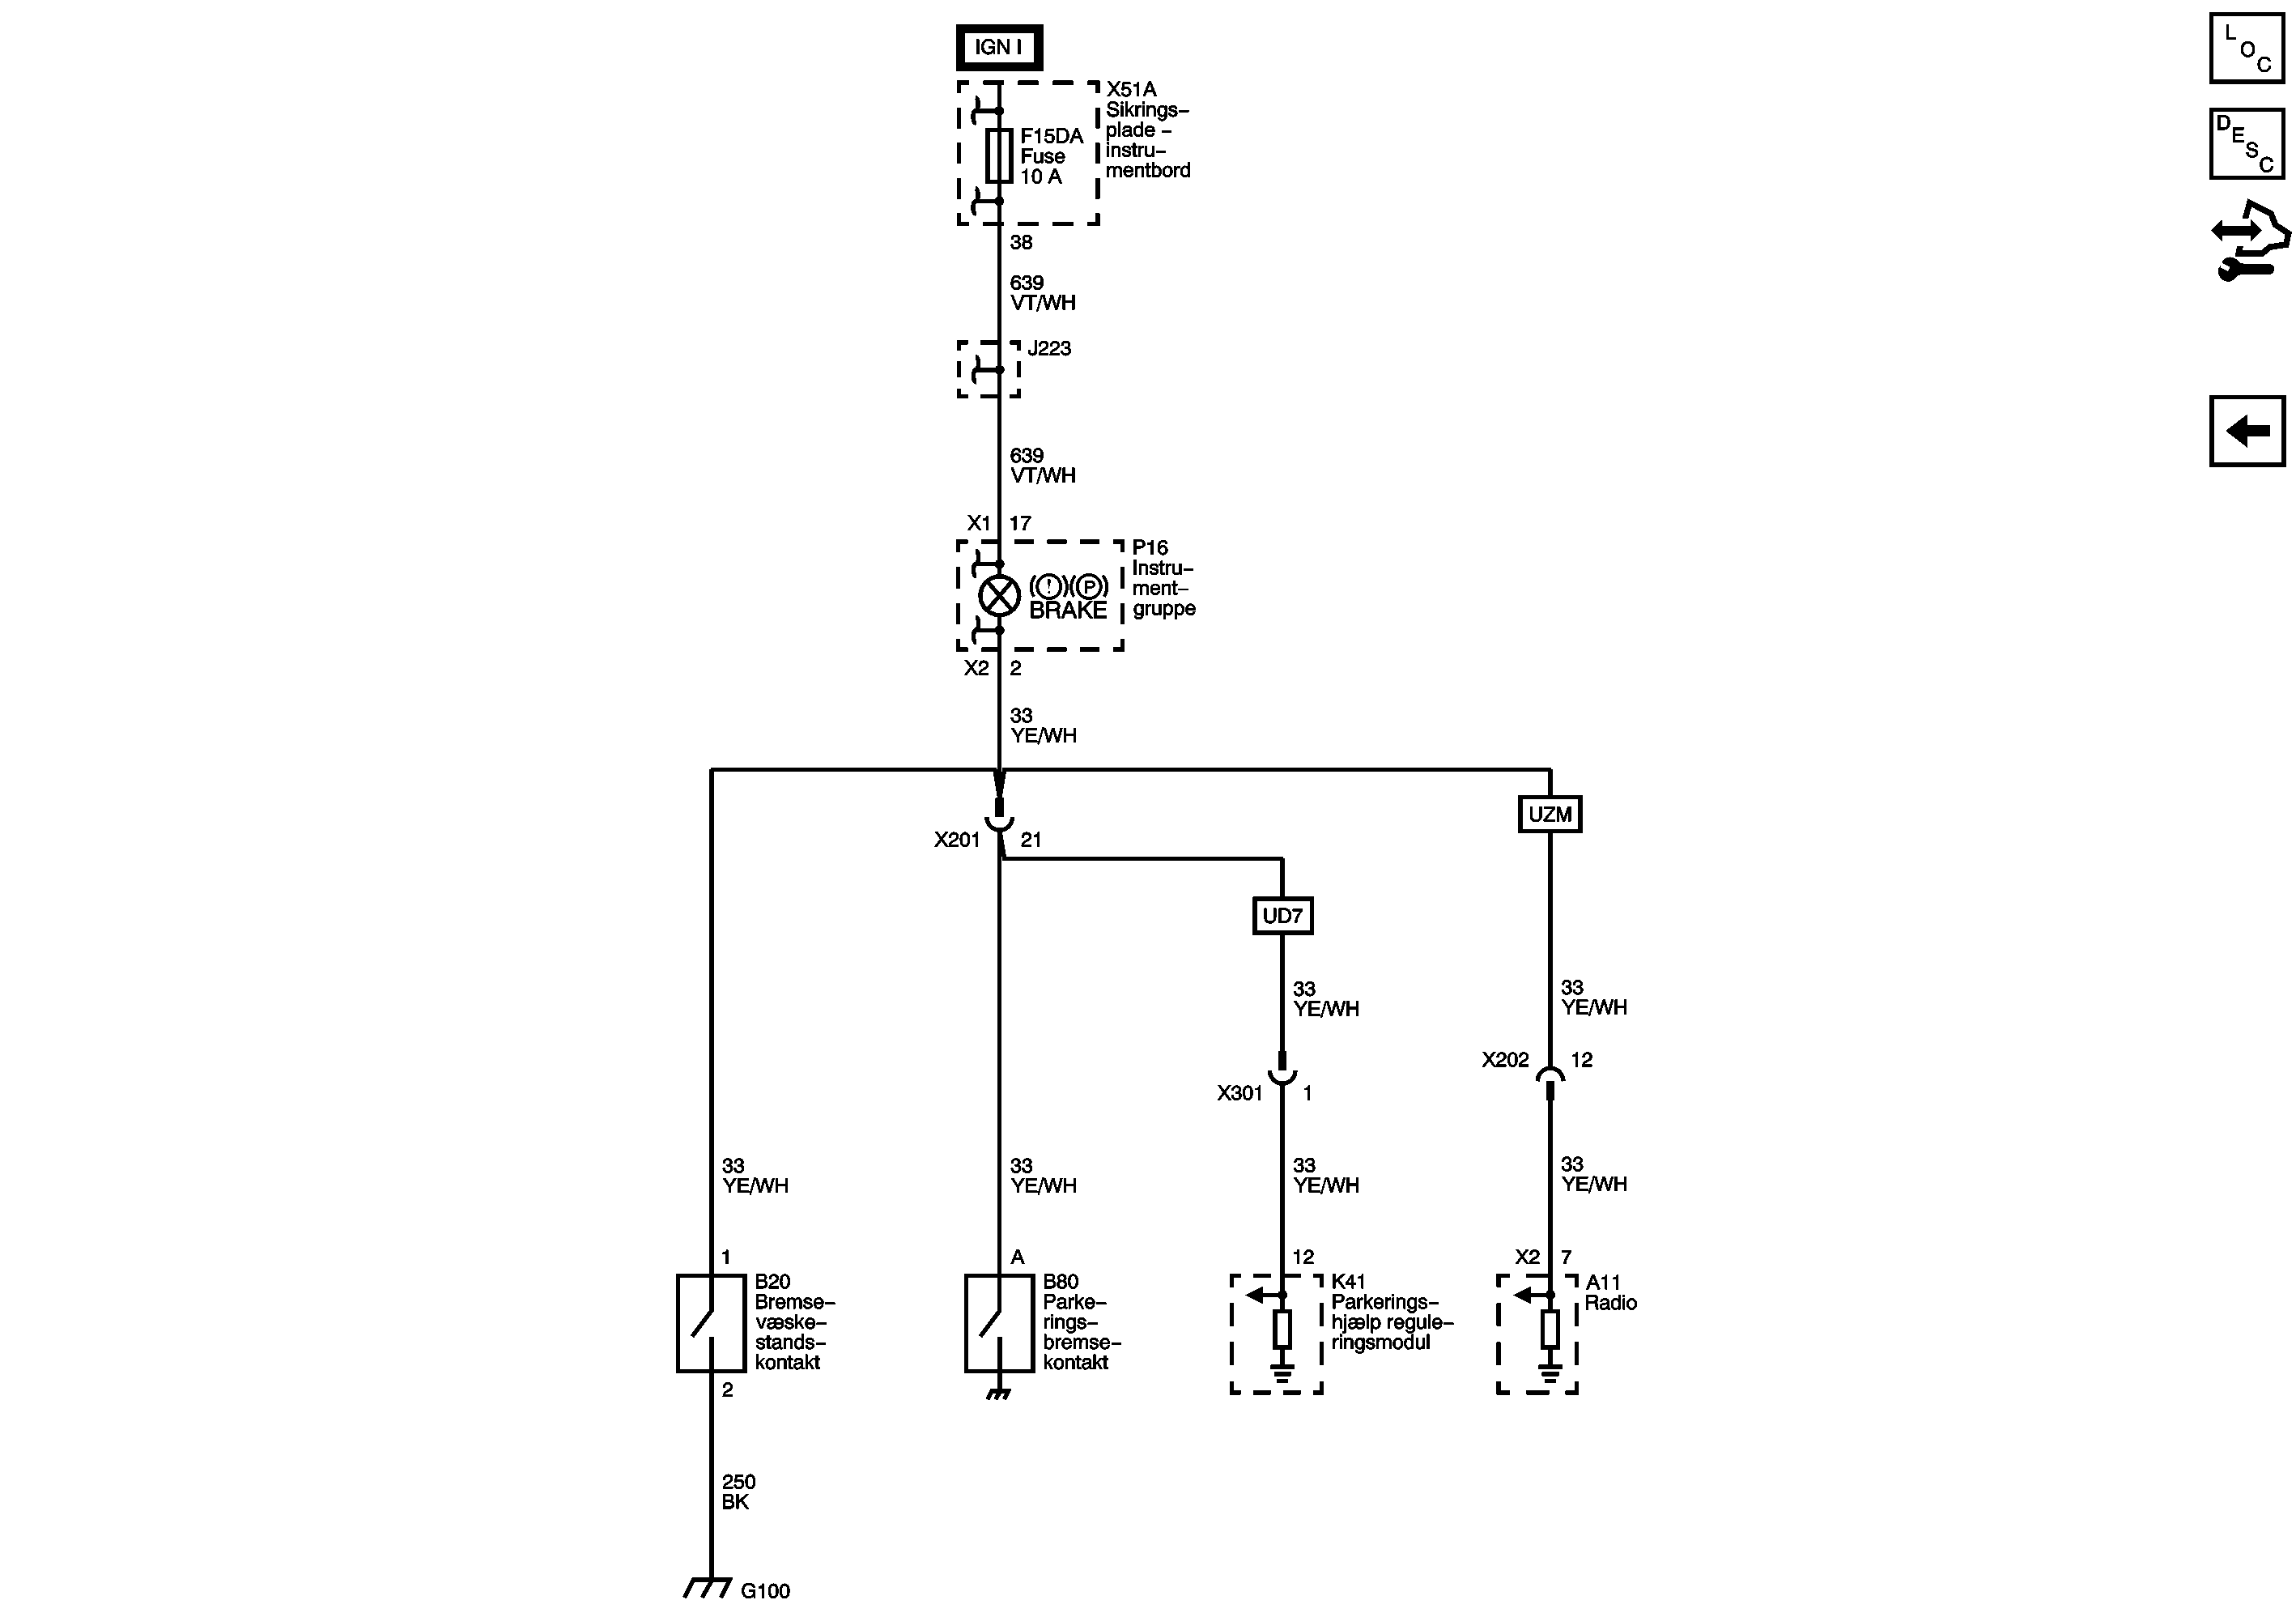 IGN I
L
O
C
X51A
Sikrings–
plade –
instru–
mentbord
F15DA
Fuse
10 A
D
E
S
C
38
639
VT/WH
J223
639
VT/WH
X1 17
P16
Instru–
ment–
gruppe
(!)(P)
BRAKE
X2 2
33
YE/WH
UZM
X201 21
UD7
33
YE/WH
33
YE/WH
X202 12
X301 1
33
YE/WH
33
YE/WH
33
YE/WH
33
YE/WH
1
A
12
X2 7
B20
Bremse–
væske–
stands–
kontakt
B80
Parke–
rings–
bremse–
kontakt
K41
Parkerings–
hjælp regule–
ringsmodul
A11
Radio
2
250
BK
G100